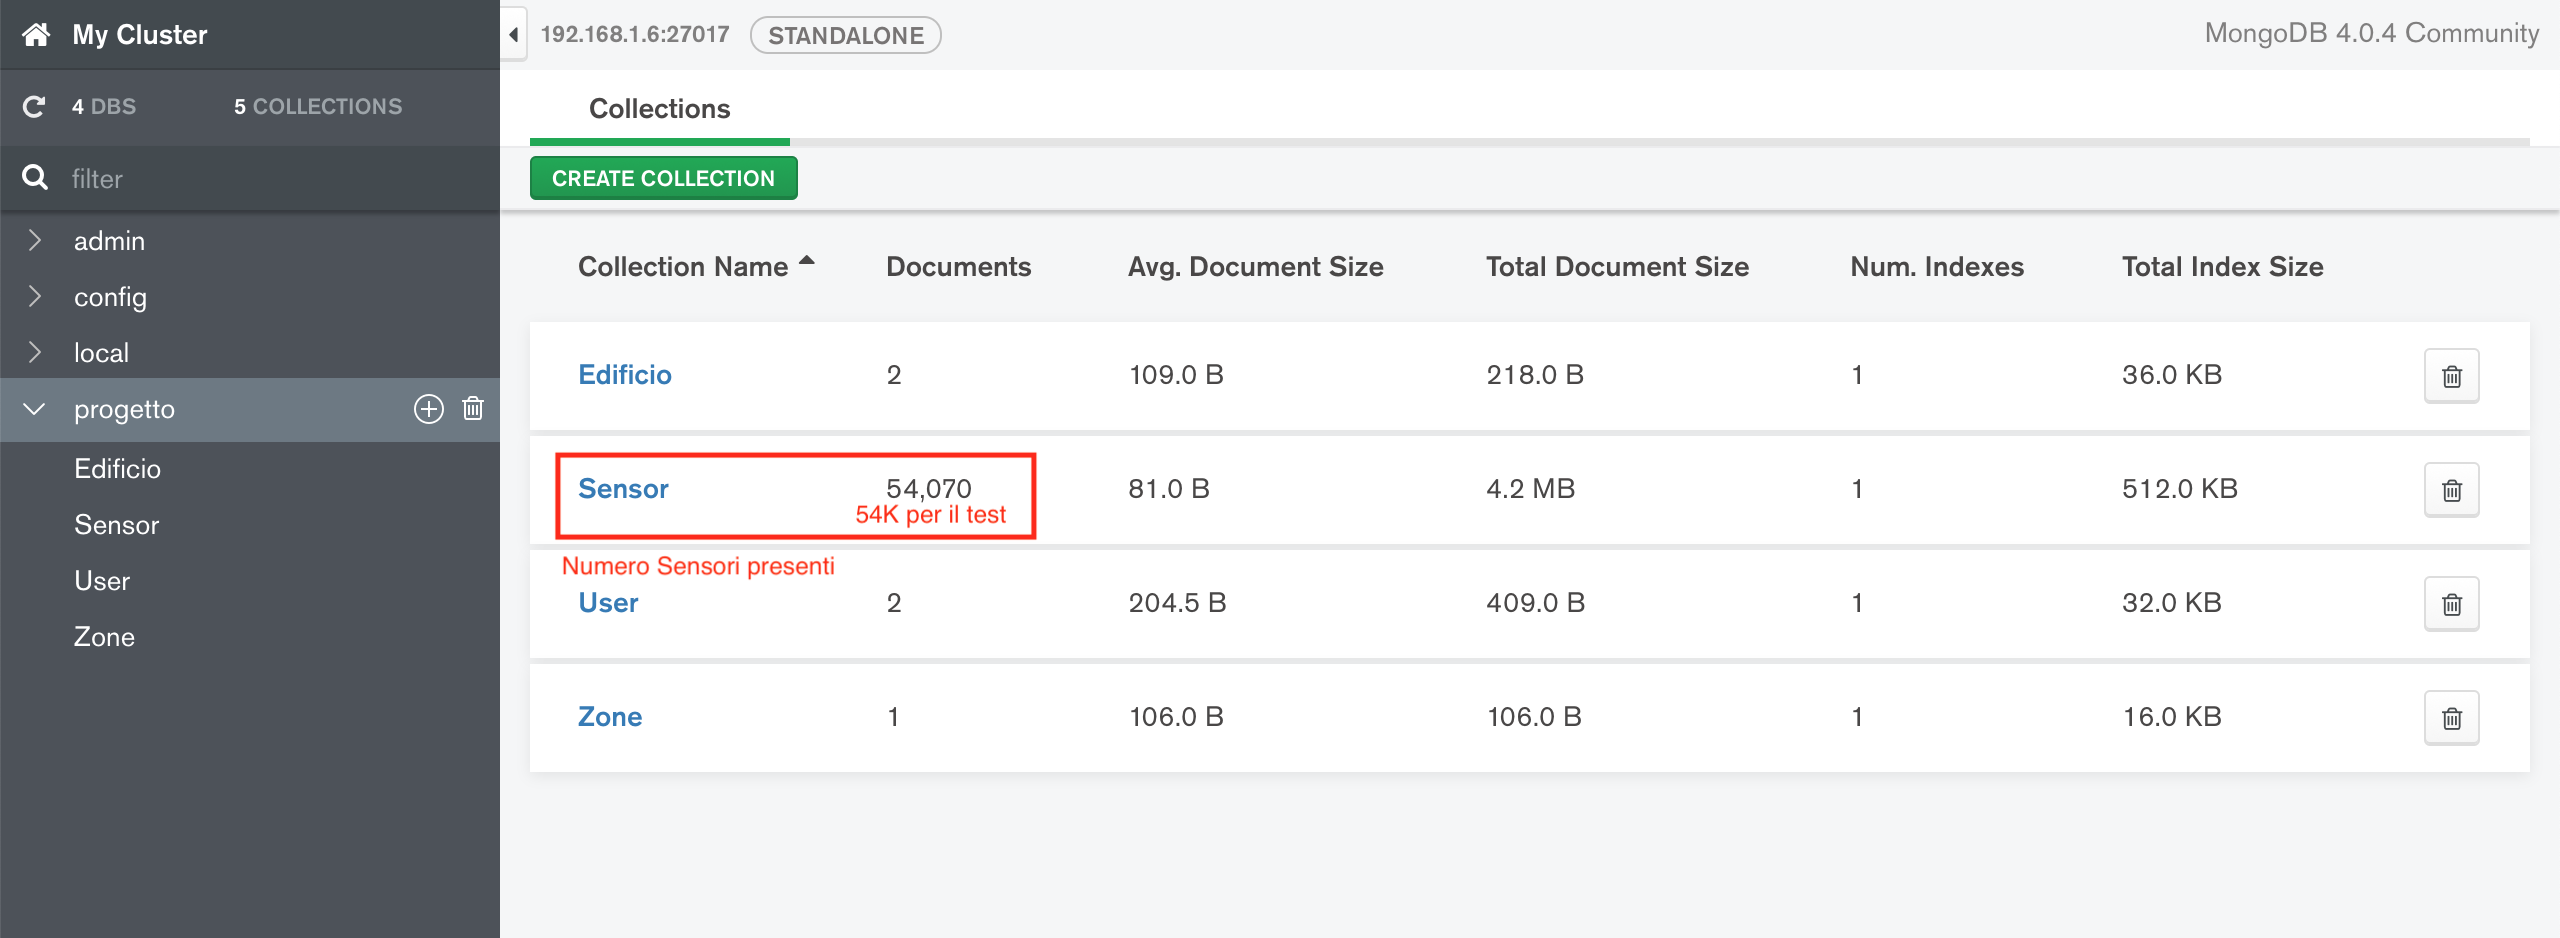 My Cluster
192.168.1.6:27017 STANDALONE
MongoDB 4.0.4 Community
4 DBS 5 COLLECTIONS
filter
admin
config
local
progetto
Edificio
Sensor
User
Zone
Collections
CREATE COLLECTION
Collection Name Documents Avg. Document Size Total Document Size Num. Indexes Total Index Size
Edificio 2 109.0 B 218.0 B 1 36.0 KB
Sensor 54,070 81.0 B 4.2 MB 1 512.0 KB
54K per il test
Numero Sensori presenti
User 2 204.5 B 409.0 B 1 32.0 KB
Zone 1 106.0 B 106.0 B 1 16.0 KB